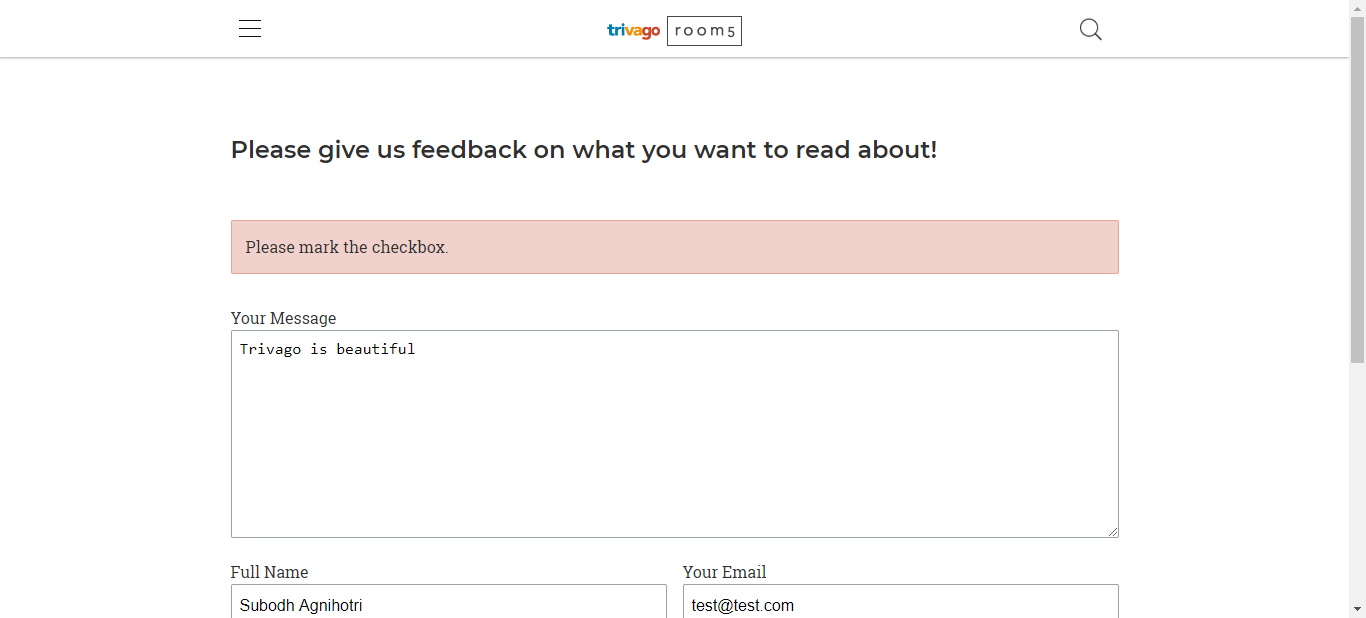 trivago room5
Please give us feedback on what you want to read about!
Please mark the checkbox.
Your Message
Trivago is beautiful
Full Name
Your Email
Subodh Agnihotri
test@test.com